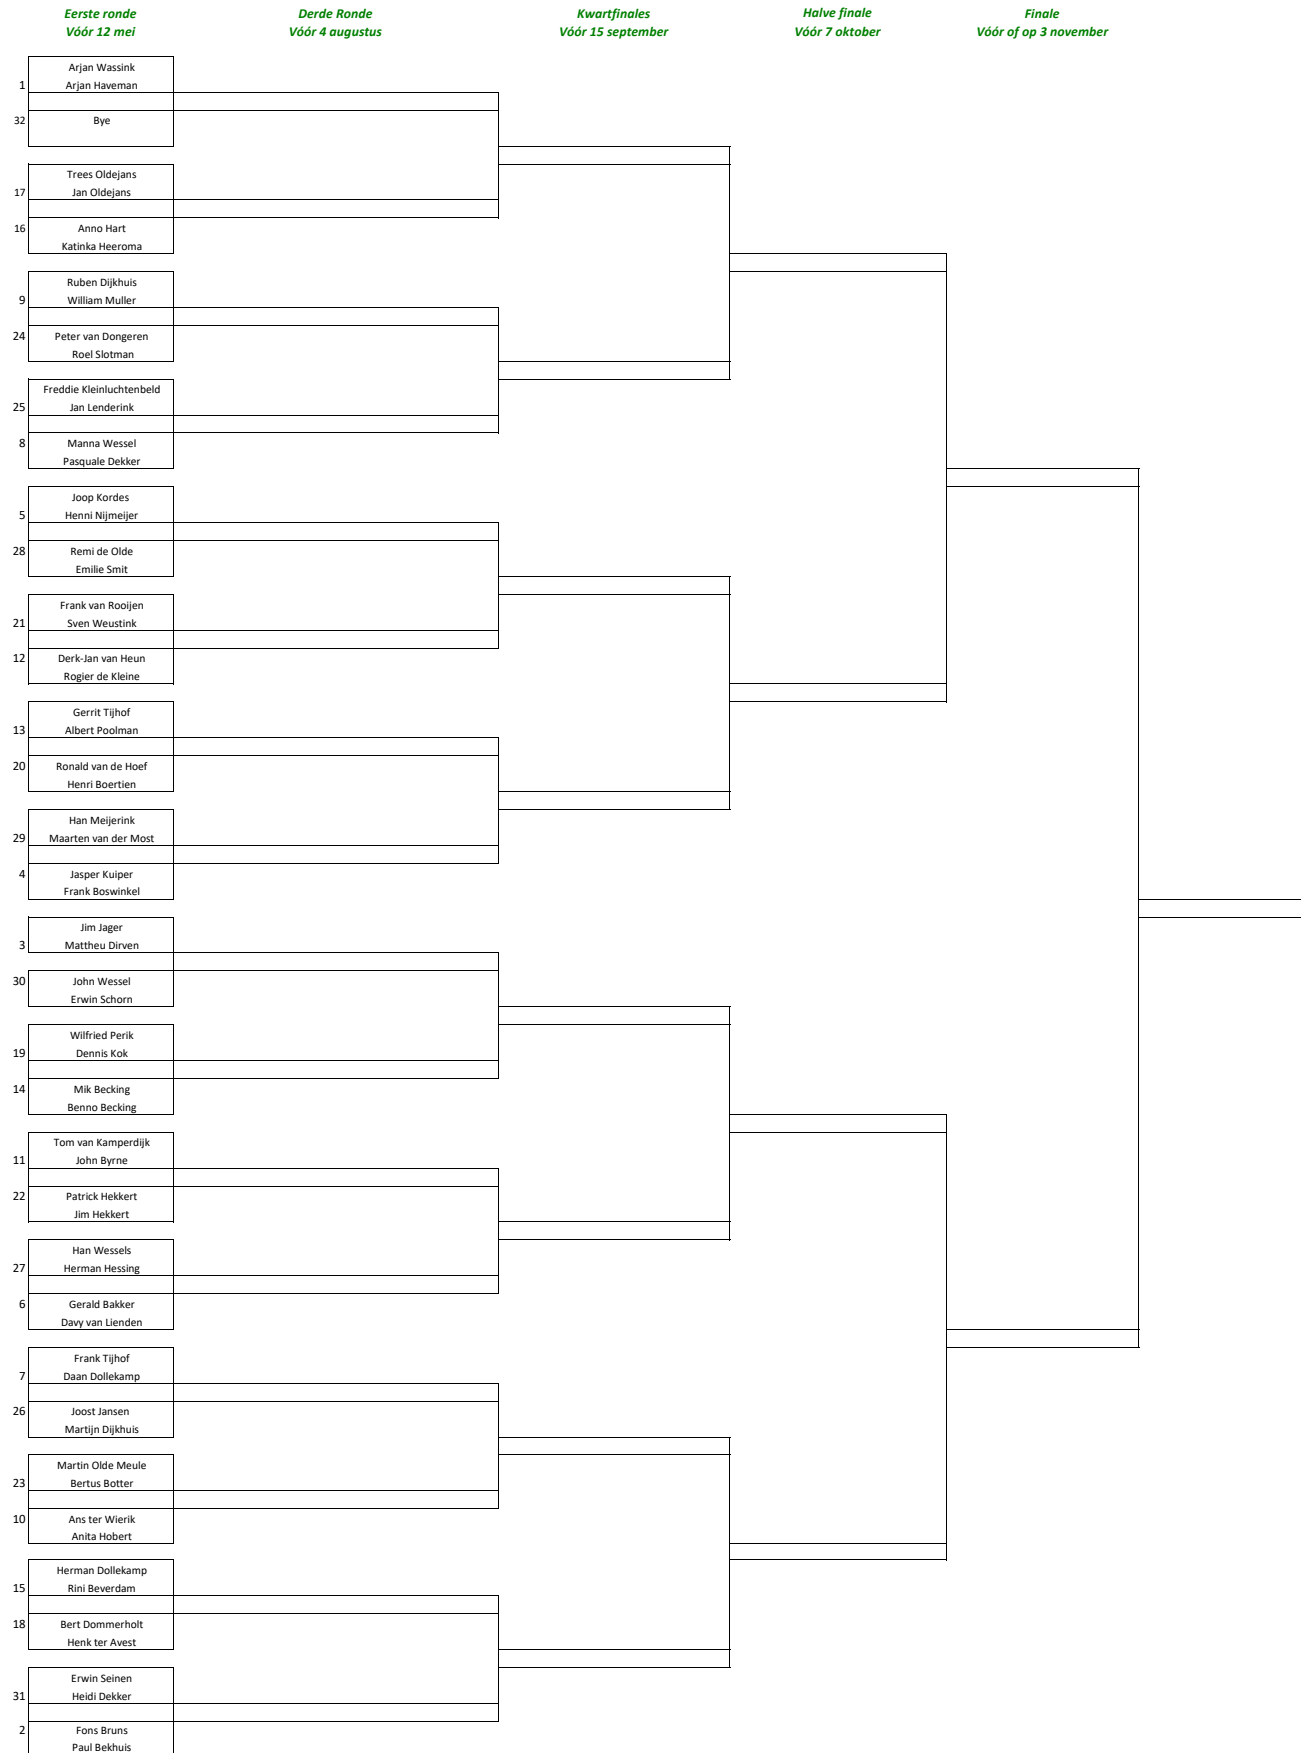 Eerste ronde
Vóór 12 mei
Derde Ronde
Vóór 4 augustus
Kwartfinales
Vóór 15 september
Halve finale
Vóór 7 oktober
Finale
Vóór of op 3 november
Arjan Wassink
1 Arjan Haveman
32 Bye
Trees Oldejans
17 Jan Oldejans
16 Anno Hart
Katinka Heeroma
Ruben Dijkhuis
9 William Muller
24 Peter van Dongeren
Roel Slotman
Freddie Kleinluchtenbeld
25 Jan Lenderink
8 Manna Wessel
Pasquale Dekker
Joop Kordes
5 Henni Nijmeijer
28 Remi de Olde
Emilie Smit
Frank van Rooijen
21 Sven Weustink
12 Derk-Jan van Heun
Rogier de Kleine
Gerrit Tijhof
13 Albert Poolman
20 Ronald van de Hoef
Henri Boertien
Han Meijerink
29 Maarten van der Most
4 Jasper Kuiper
Frank Boswinkel
Jim Jager
3 Mattheu Dirven
30 John Wessel
Erwin Schorn
Wilfried Perik
19 Dennis Kok
14 Mik Becking
Benno Becking
Tom van Kamperdijk
11 John Byrne
22 Patrick Hekkert
Jim Hekkert
Han Wessels
27 Herman Hessing
6 Gerald Bakker
Davy van Lienden
Frank Tijhof
7 Daan Dollekamp
26 Joost Jansen
Martijn Dijkhuis
Martin Olde Meule
23 Bertus Botter
10 Ans ter Wierik
Anita Hobert
Herman Dollekamp
15 Rini Beverdam
18 Bert Dommerholt
Henk ter Avest
Erwin Seinen
31 Heidi Dekker
2 Fons Bruns
Paul Bekhuis